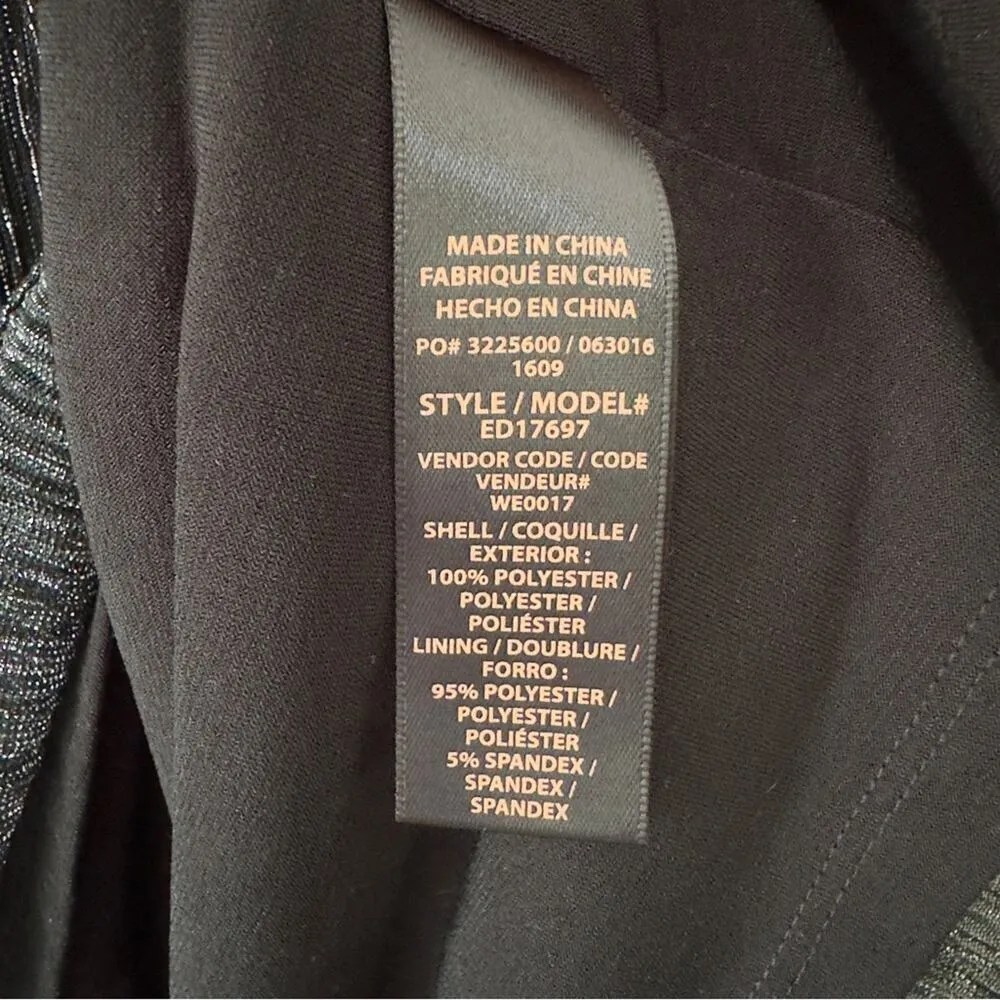 MADE IN CHINA
FABRIQUÉ EN CHINE
HECHO EN CHINA
PO# 3225600 / 063016
1609
STYLE / MODEL#
ED17697
VENDOR CODE / CODE
VENDEUR#
WE0017
SHELL / COQUILLE /
EXTERIOR :
100% POLYESTER /
POLYESTER /
POLIÉSTER
LINING / DOUBLURE /
FORRO :
95% POLYESTER /
POLYESTER /
POLIÉSTER
5% SPANDEX /
SPANDEX /
SPANDEX